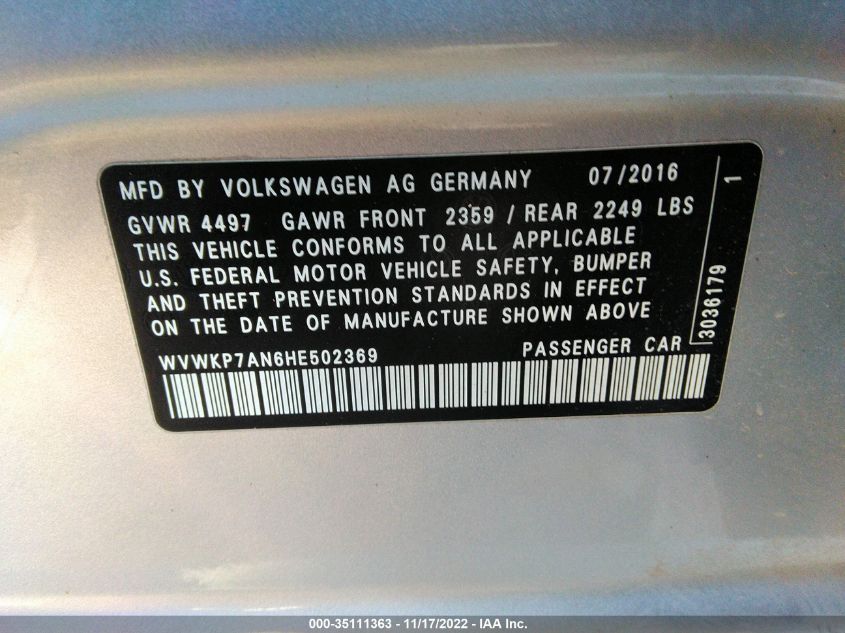 MFD BY VOLKSWAGEN AG GERMANY 07/2016
GVWR 4497 GAWR FRONT 2359 / REAR 2249 LBS
THIS VEHICLE CONFORMS TO ALL APPLICABLE
U.S. FEDERAL MOTOR VEHICLE SAFETY, BUMPER
AND THEFT PREVENTION STANDARDS IN EFFECT
ON THE DATE OF MANUFACTURE SHOWN ABOVE
WVWKP7AN6HE502369 PASSENGER CAR
3036179 1
000-35111363 - 11/17/2022 - IAA Inc.